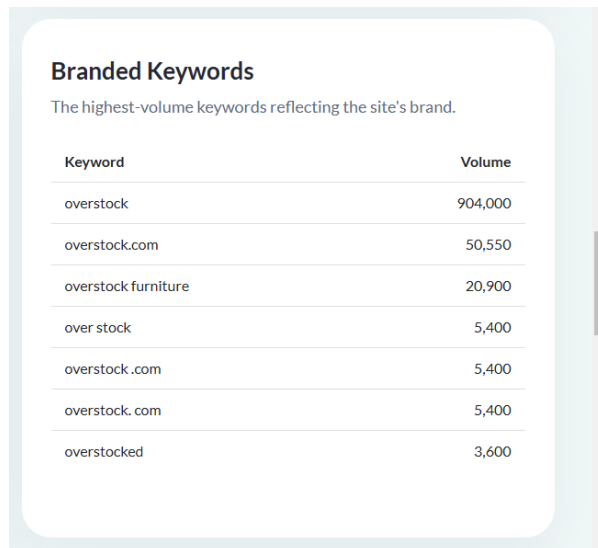 Branded Keywords
The highest-volume keywords reflecting the site's brand.
Keyword Volume
overstock 904,000
overstock.com 50,550
overstock furniture 20,900
over stock 5,400
overstock .com 5,400
overstock. com 5,400
overstocked 3,600